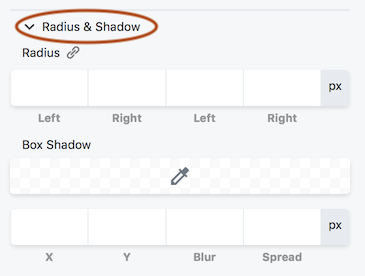 Radius & Shadow
Radius
px
Left Right Left Right
Box Shadow
px
X Y Blur Spread